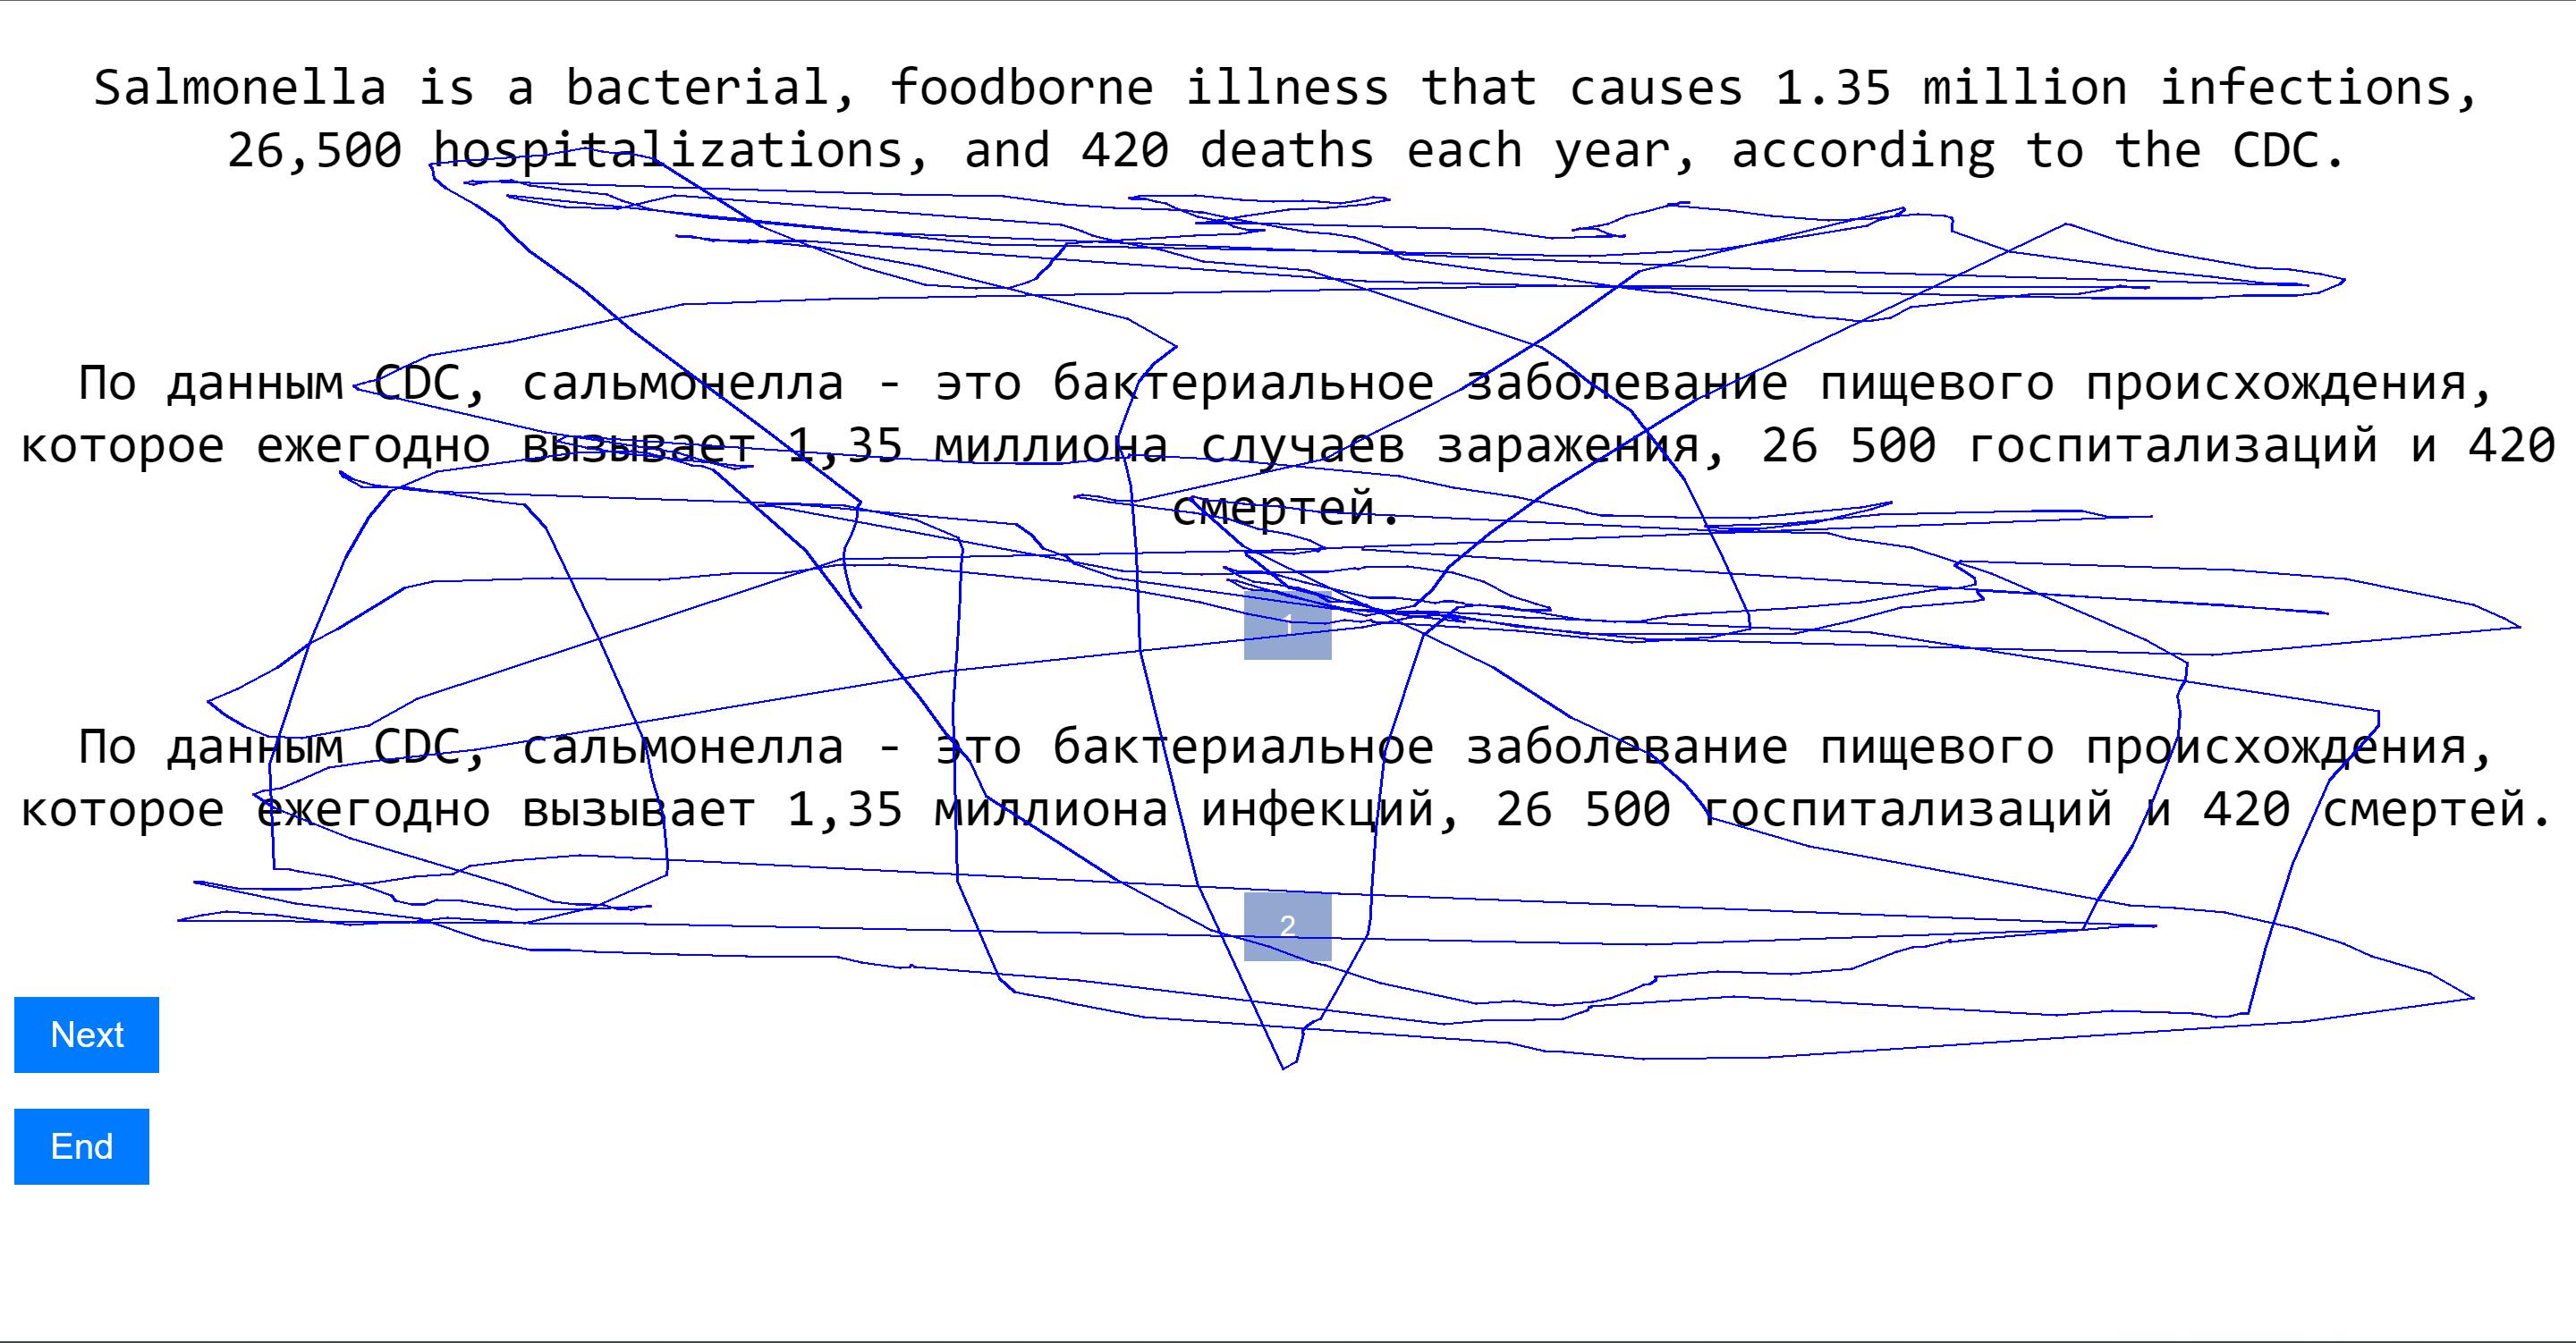 Salmonella is a bacterial, foodborne illness that causes 1.35 million infections,
26,500 hospitalizations, and 420 deaths each year, according to the CDC.
По данным CDC, сальмонелла - это бактериальное заболевание пищевого происхождения,
которое ежегодно вызывает 1,35 миллиона случаев заражения, 26 500 госпитализаций и 420
смертей.
1
По данным CDC, сальмонелла - это бактериальное заболевание пищевого происхождения,
которое ежегодно вызывает 1,35 миллиона инфекций, 26 500 госпитализаций и 420 смертей.
2
Next
End